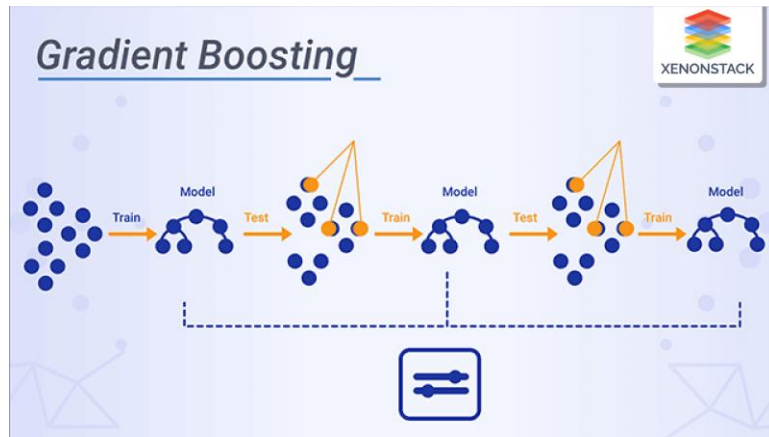 Gradient Boosting
XENONSTACK
Model
Model
Model
Train
Test
Train
Test
Train